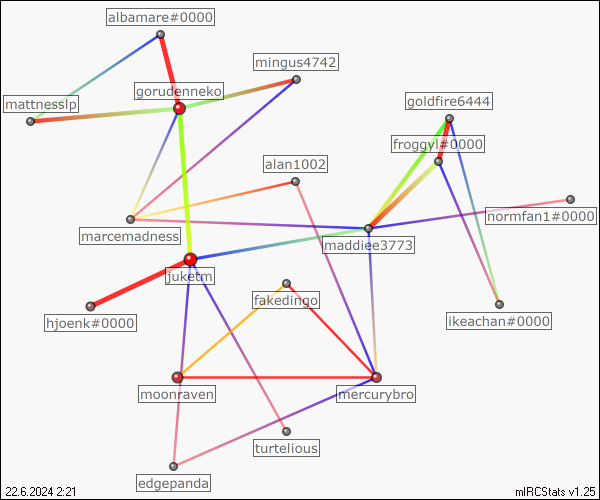 albamare#0000
mingus4742
gorudenneko
mattnesslp
goldfire6444
froggyl#0000
alan1002
normfan1#0000
marcemadness
maddiee3773
juketm
fakedingo
hjoenk#0000
ikeachan#0000
moonraven
mercurybro
turtelious
edgepanda
22.6.2024 2:21
mIRCStats v1.25